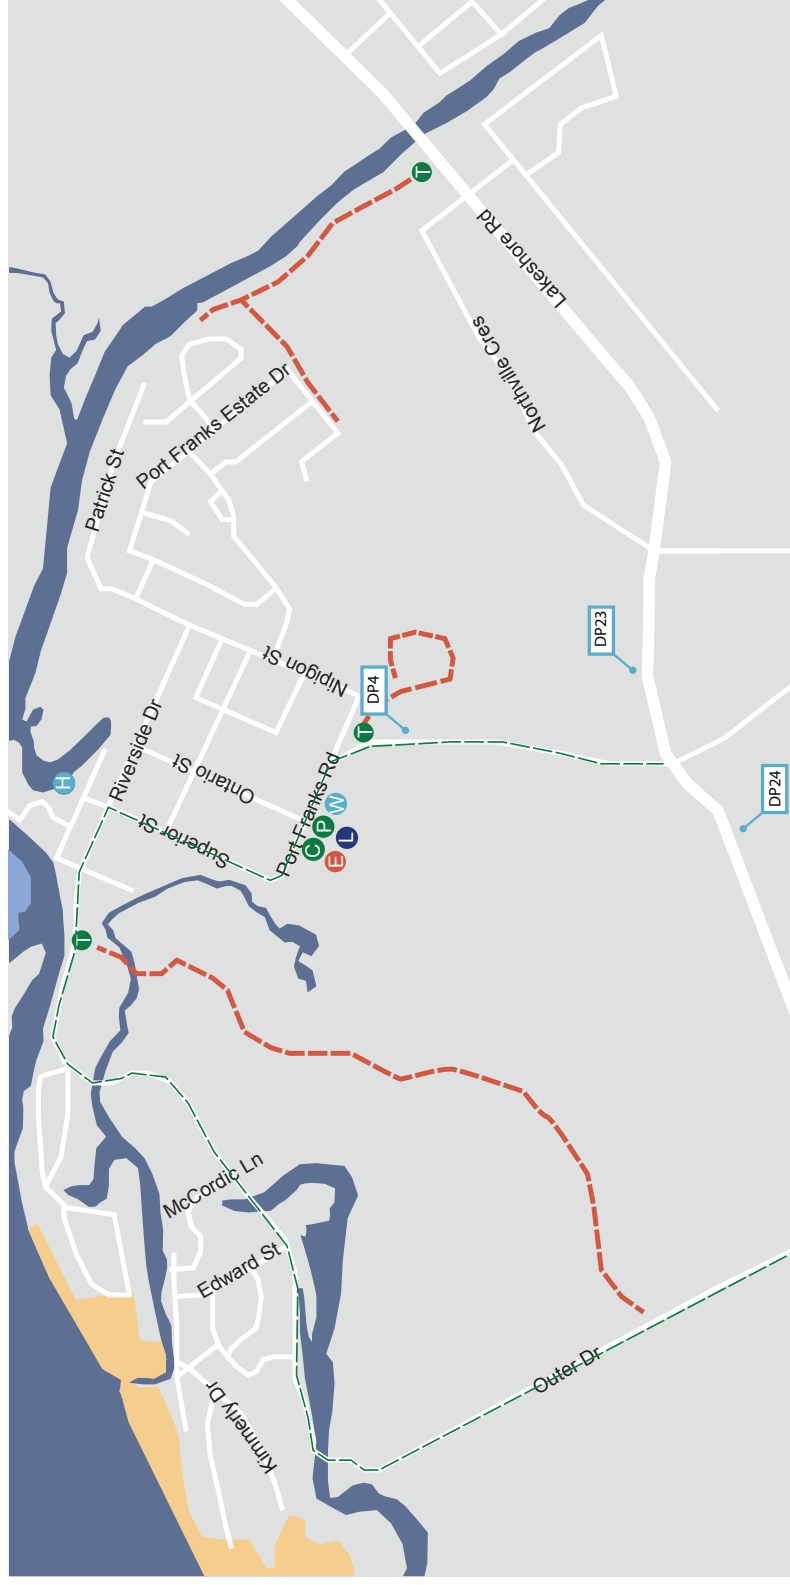 T
Lakeshore Rd
Northville Cres
Port Franks Estate Dr
Patrick St
DP23
Nipigon St
DP4
T
Riverside Dr
H
Ontario St
DP24
Port Franks Rd
W
Superior St
P
L
C
E
T
McCordic Ln
Edward St
Outer Dr
Kimmerly Dr